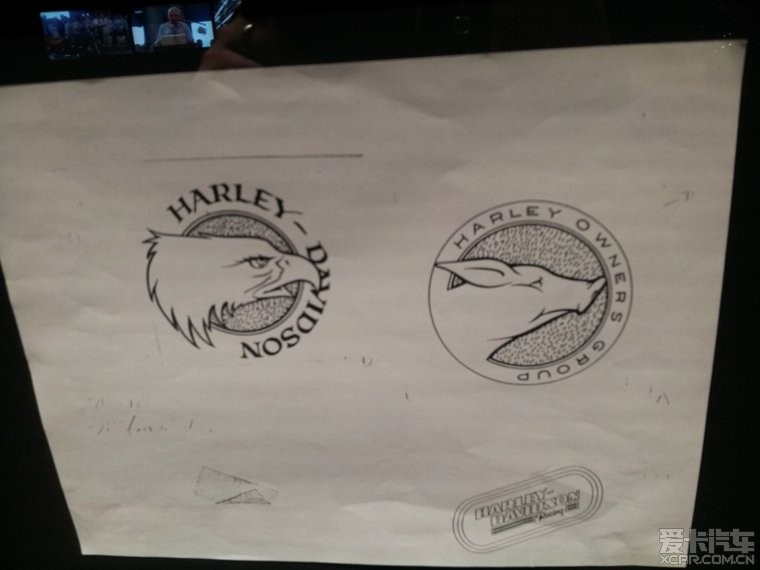 HARLEY-DAVIDSON
HARLEY OWNERS GROUP
HARLEY-
DAVIDSON
爱卡汽车
XCAR.COM.CN